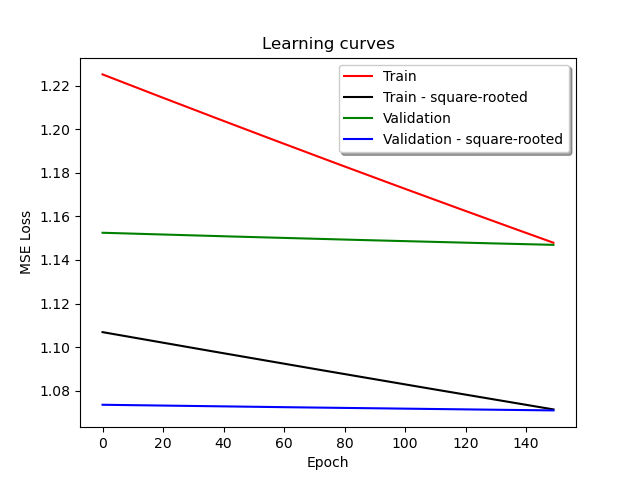 Learning curves
Train
Train - square-rooted
Validation
Validation - square-rooted
MSE Loss
1.22
1.20
1.18
1.16
1.14
1.12
1.10
1.08
0 20 40 60 80 100 120 140
Epoch